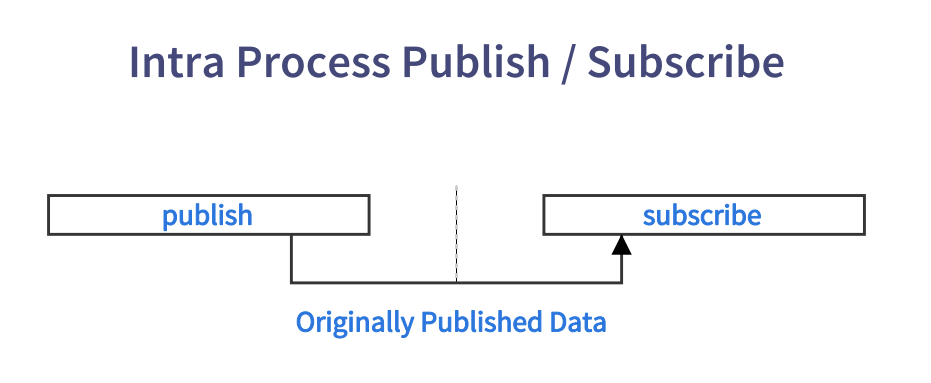 Intra Process Publish / Subscribe
publish
subscribe
Originally Published Data